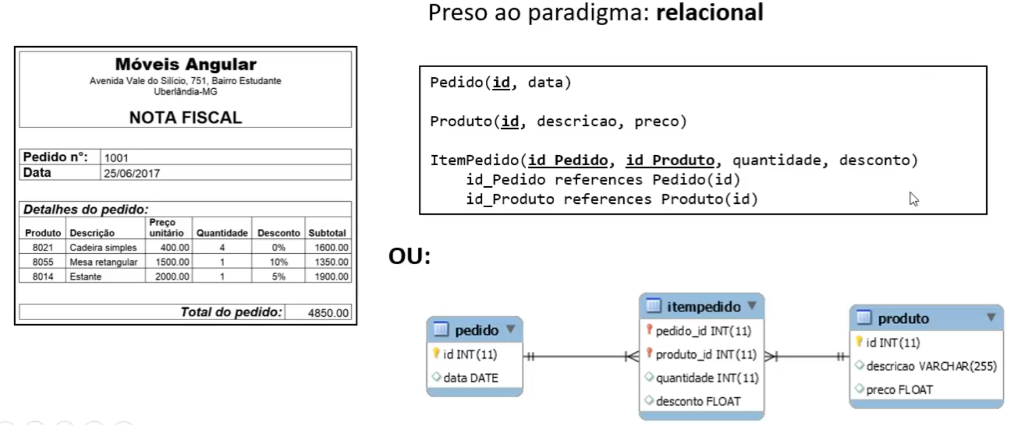 Preso ao paradigma: relacional
Móveis Angular
Avenida Vale do Silício, 751, Bairro Estudante
Uberlândia-MG
NOTA FISCAL
Pedido n°: 1001
Data 25/06/2017
Detalhes do pedido:
Produto Descrição Preço unitário Quantidade Desconto Subtotal
8021 Cadeira simples 400.00 4 0% 1600.00
8055 Mesa retangular 1500.00 1 10% 1350.00
8014 Estante 2000.00 1 5% 1900.00
Total do pedido: 4850.00
Pedido(id, data)
Produto(id, descricao, preco)
ItemPedido(id_Pedido, id_Produto, quantidade, desconto)
id_Pedido references Pedido(id)
id_Produto references Produto(id)
OU:
pedido
id INT(11)
data DATE
itempedido
pedido_id INT(11)
produto_id INT(11)
quantidade INT(11)
desconto FLOAT
produto
id INT(11)
descricao VARCHAR(255)
preco FLOAT